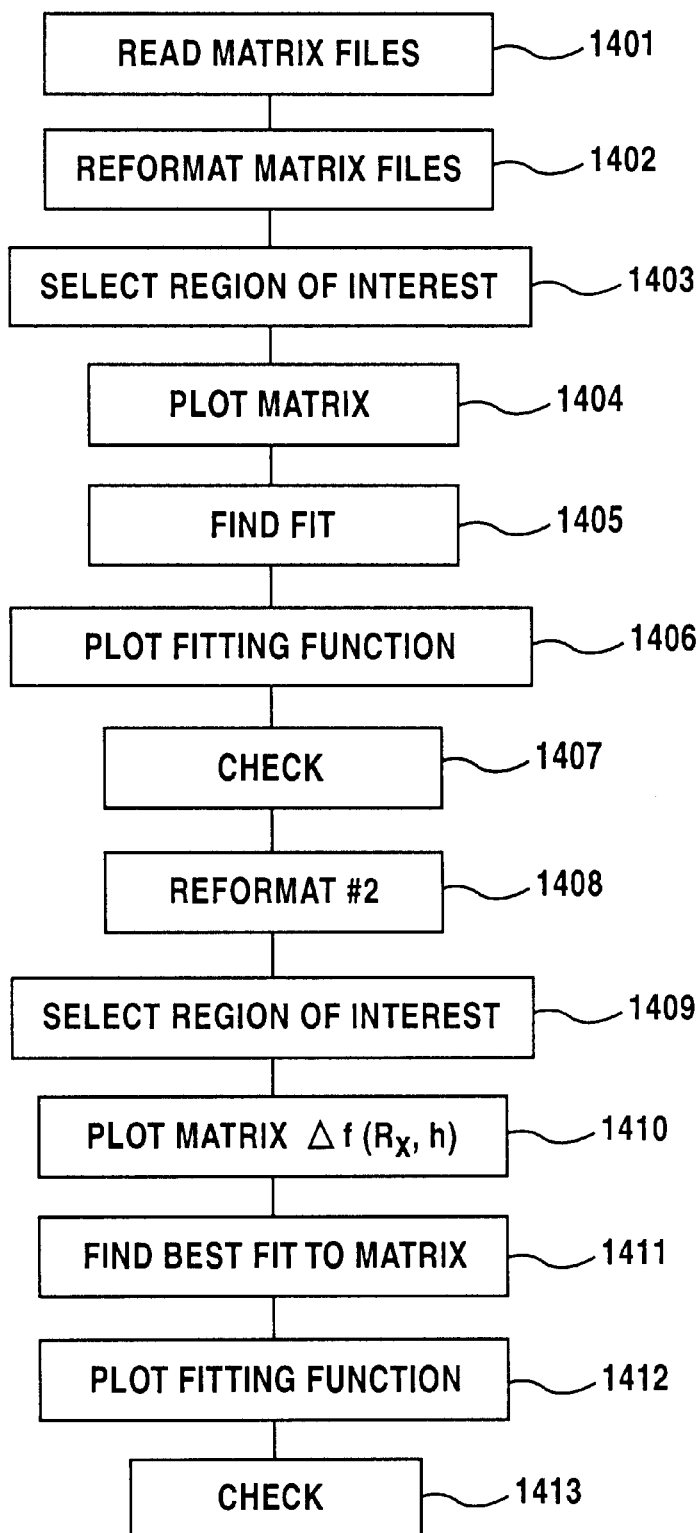 READ MATRIX FILES 1401
REFORMAT MATRIX FILES 1402
SELECT REGION OF INTEREST 1403
PLOT MATRIX 1404
FIND FIT 1405
PLOT FITTING FUNCTION 1406
CHECK 1407
REFORMAT #2 1408
SELECT REGION OF INTEREST 1409
PLOT MATRIX Δ f (RX, h) 1410
FIND BEST FIT TO MATRIX 1411
PLOT FITTING FUNCTION 1412
CHECK 1413